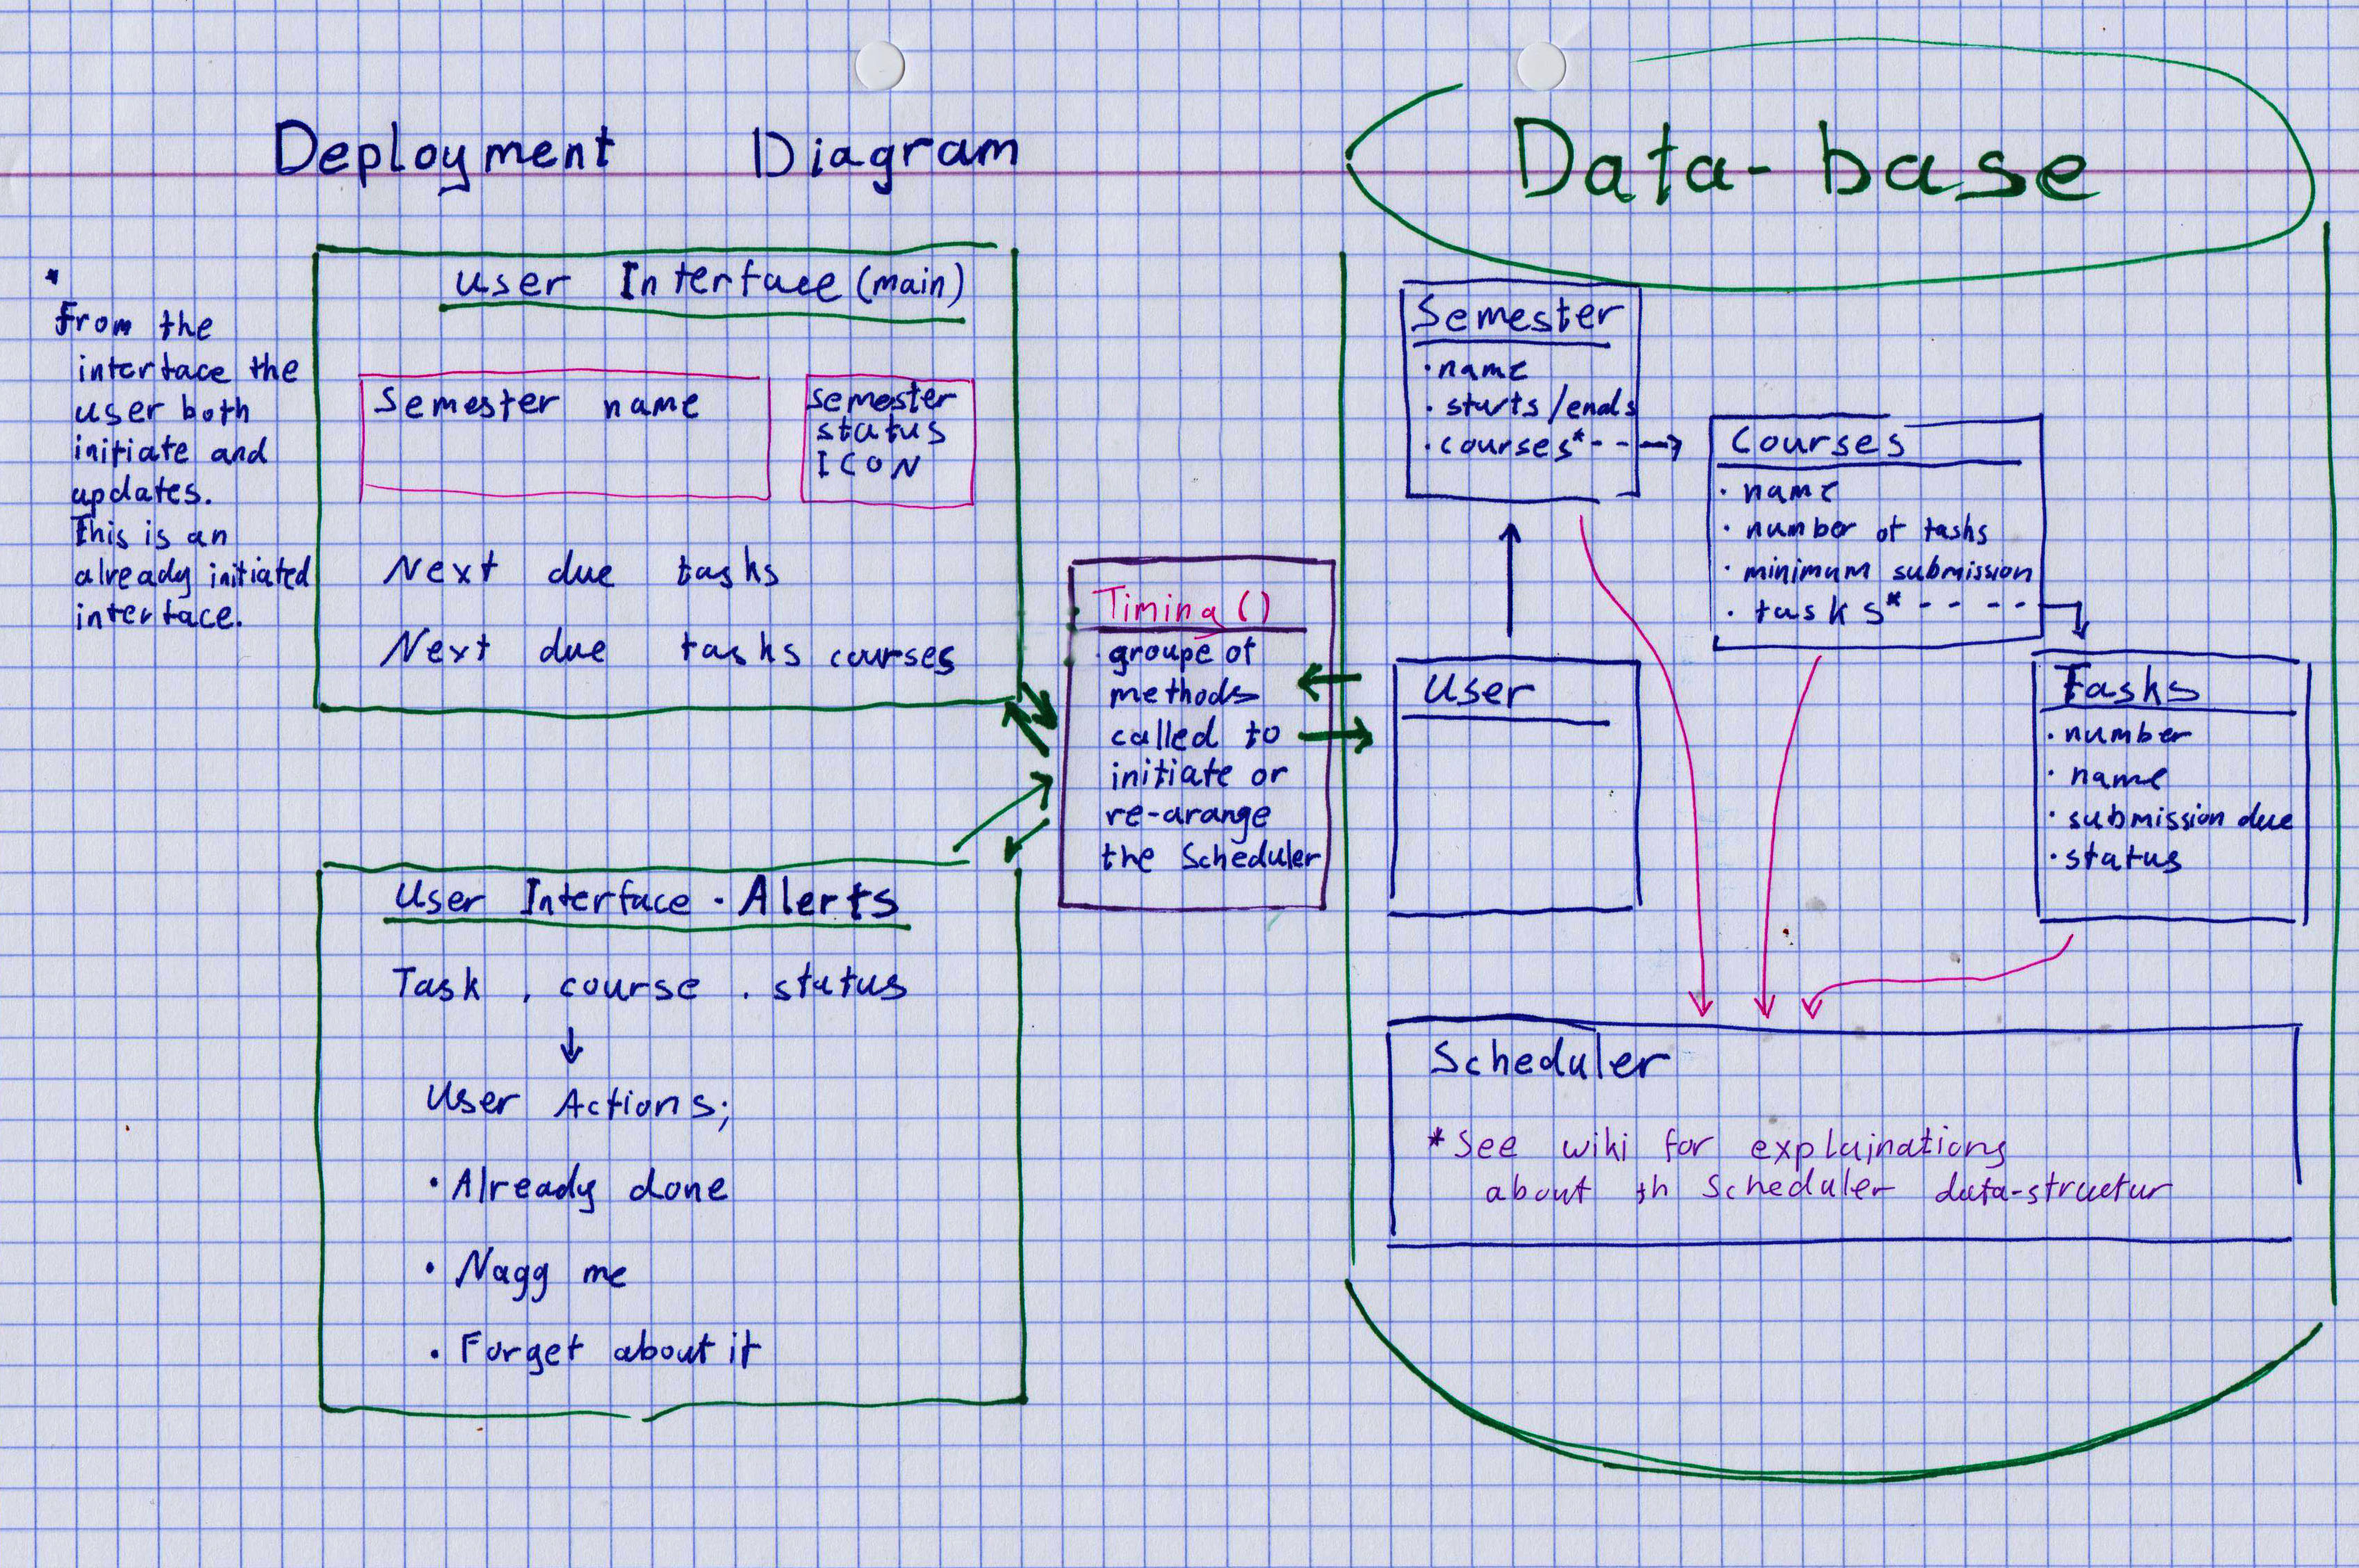 Deployment Diagram
Data-base
*
From the
interface the
user both
initiate and
updates.
This is an
already initiated
interface.
User Interface (main)
Semester name
semester
status
ICON
Next due tasks
Next due tasks courses
User Interface · Alerts
Task , course . status
↓
User Actions;
• Already done
• Nagg me
• Forget about it
Timing ()
· groupe of
methods
called to
initiate or
re-arange
the Scheduler
Semester
· name
· starts/ends
· courses*
Courses
· name
· number of tasks
· minimum submission
· tasks*
User
Tasks
· number
· name
· submission due
· status
Scheduler
* See wiki for explainations
about th Scheduler data-structur